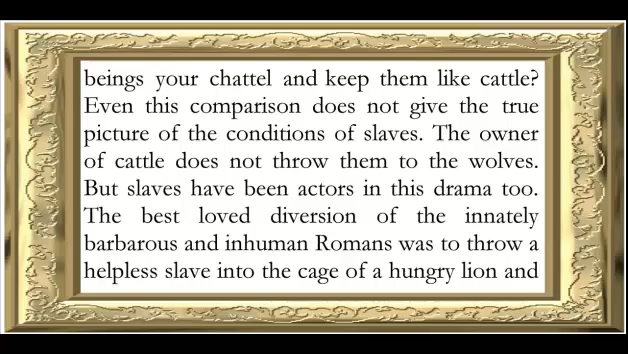 beings your chattel and keep them like cattle?
Even this comparison does not give the true
picture of the conditions of slaves. The owner
of cattle does not throw them to the wolves.
But slaves have been actors in this drama too.
The best loved diversion of the innately
barbarous and inhuman Romans was to throw a
helpless slave into the cage of a hungry lion and